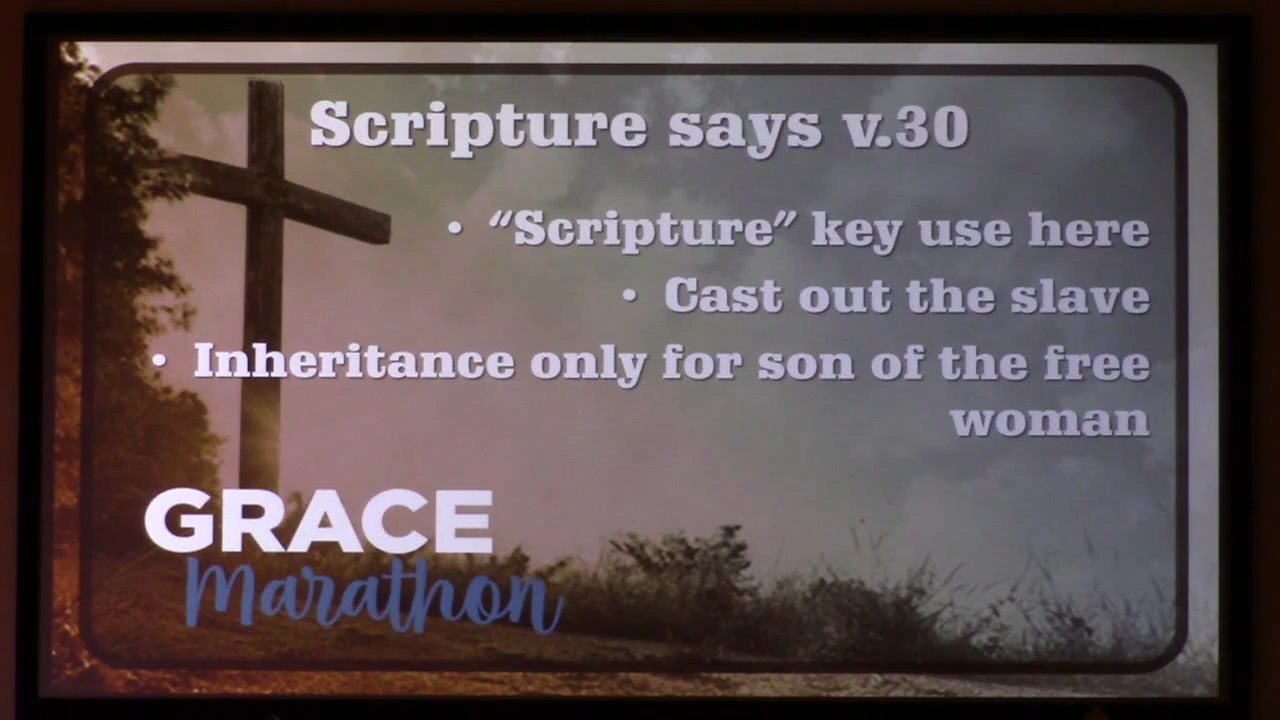 Scripture says v.30
• “Scripture” key use here
• Cast out the slave
• Inheritance only for son of the free
woman
GRACE
Marathon